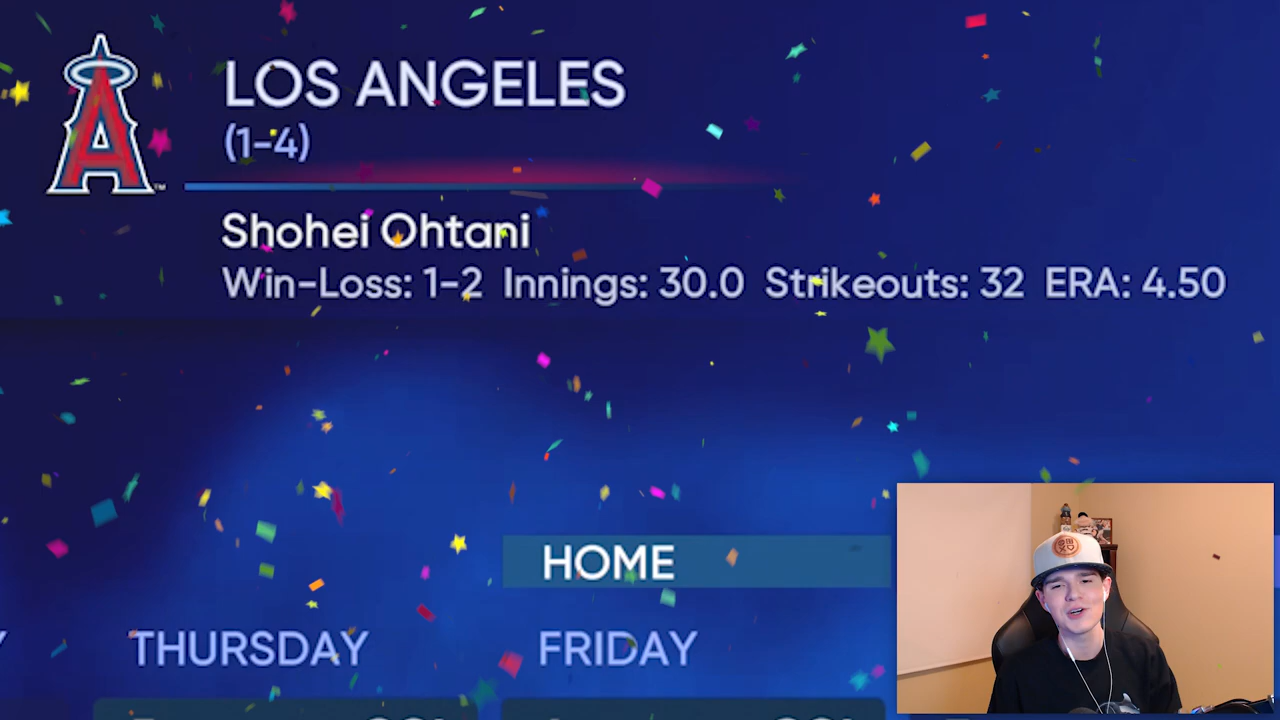 LOS ANGELES
(1-4)
Shohei Ohtani
Win-Loss: 1-2 Innings: 30.0 Strikeouts: 32 ERA: 4.50
HOME
THURSDAY
FRIDAY